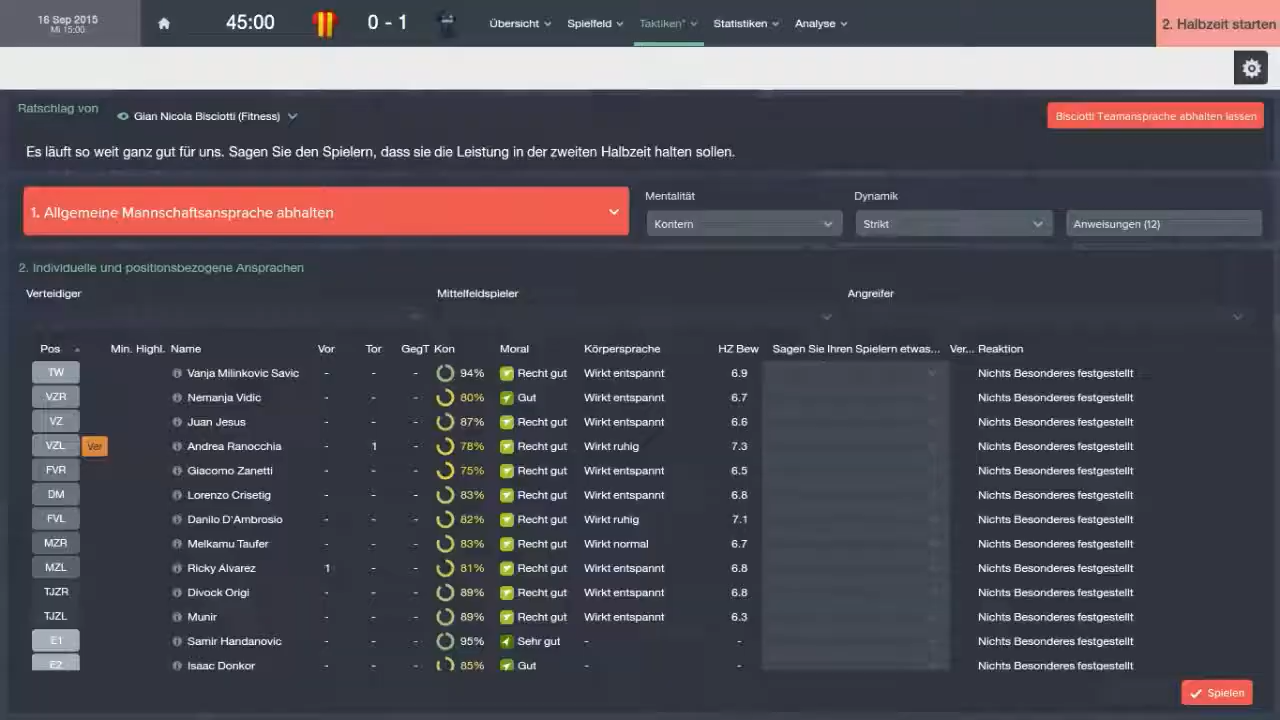 16 Sep 2015
Mi 15:00
45:00
0 - 1
Übersicht
Spielfeld
Taktiken*
Statistiken
Analyse
2. Halbzeit starten
Ratschlag von
Gian Nicola Bisciotti (Fitness)
Bisciotti Teamansprache abhalten lassen
Es läuft so weit ganz gut für uns. Sagen Sie den Spielern, dass sie die Leistung in der zweiten Halbzeit halten sollen.
1. Allgemeine Mannschaftsansprache abhalten
Mentalität
Dynamik
Kontern
Strikt
Anweisungen (12)
2. Individuelle und positionsbezogene Ansprachen
Verteidiger
Mittelfeldspieler
Angreifer
Pos Min. Highl. Name Vor Tor GegT Kon Moral Körpersprache HZ Bew Sagen Sie Ihren Spielern etwas... Ver... Reaktion
TW Vanja Milinkovic Savic - - - 94% Recht gut Wirkt entspannt 6.9 Nichts Besonderes festgestellt
VZR Nemanja Vidic - - - 80% Gut Wirkt entspannt 6.7 Nichts Besonderes festgestellt
VZ Juan Jesus - - - 87% Recht gut Wirkt entspannt 6.6 Nichts Besonderes festgestellt
VZL Ver Andrea Ranocchia - 1 - 78% Recht gut Wirkt ruhig 7.3 Nichts Besonderes festgestellt
FVR Giacomo Zanetti - - - 75% Recht gut Wirkt entspannt 6.5 Nichts Besonderes festgestellt
DM Lorenzo Crisetig - - - 83% Recht gut Wirkt entspannt 6.8 Nichts Besonderes festgestellt
FVL Danilo D'Ambrosio - - - 82% Recht gut Wirkt ruhig 7.1 Nichts Besonderes festgestellt
MZR Melkamu Taufer - - - 83% Recht gut Wirkt normal 6.7 Nichts Besonderes festgestellt
MZL Ricky Alvarez 1 - - 81% Recht gut Wirkt entspannt 6.8 Nichts Besonderes festgestellt
TJZR Divock Origi - - - 89% Recht gut Wirkt entspannt 6.8 Nichts Besonderes festgestellt
TJZL Munir - - - 89% Recht gut Wirkt entspannt 6.3 Nichts Besonderes festgestellt
E1 Samir Handanovic - - - 95% Sehr gut - - Nichts Besonderes festgestellt
E2 Isaac Donkor - - - 85% Gut - - Nichts Besonderes festgestellt
Spielen